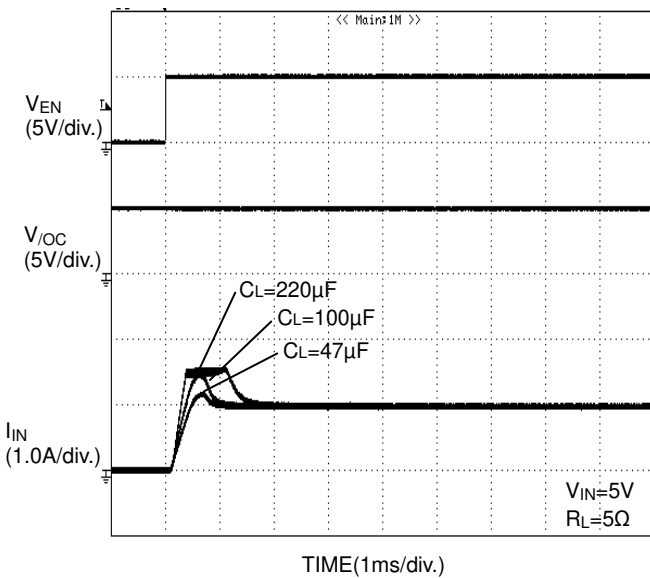 << Main:1M >>
VEN
(5V/div.)
V/OC
(5V/div.)
CL=220µF
CL=100µF
CL=47µF
IIN
(1.0A/div.)
VIN=5V
RL=5Ω
TIME(1ms/div.)